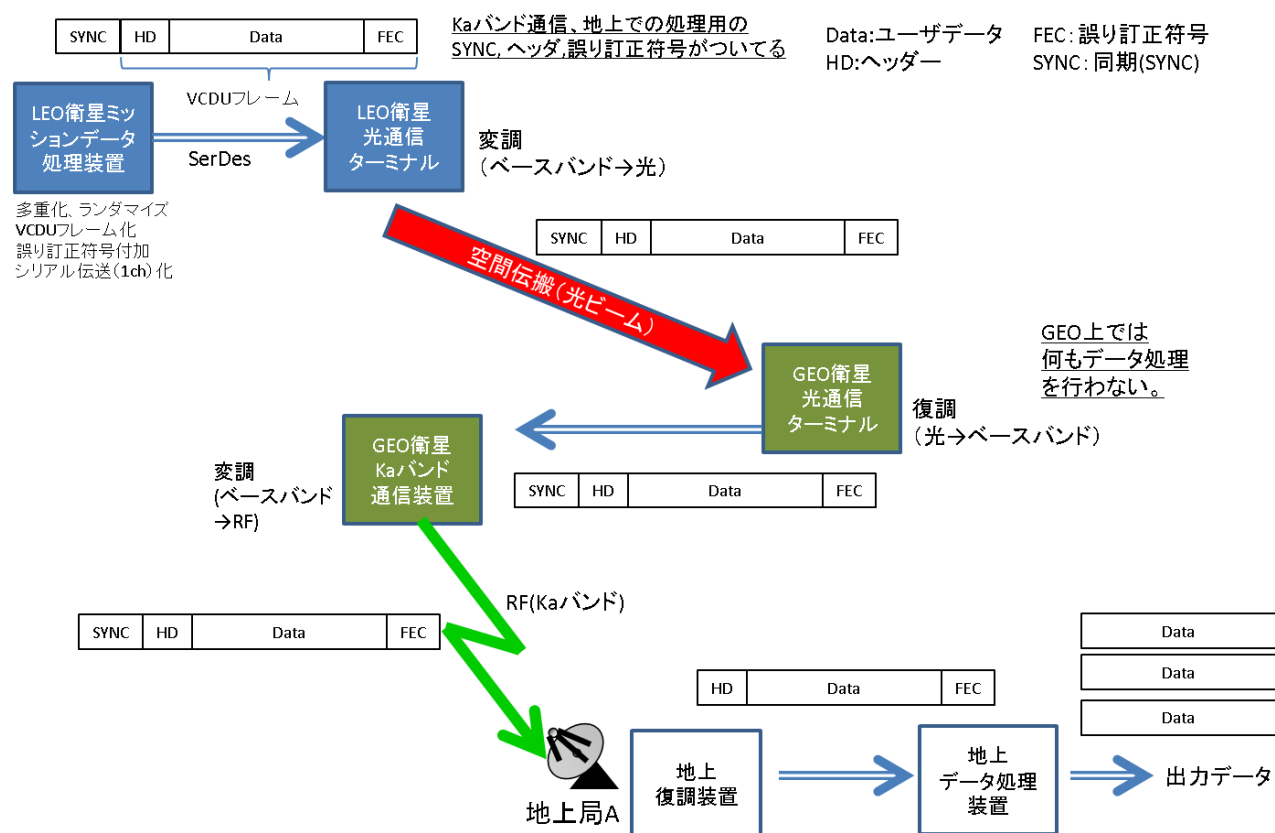 SYNC HD Data FEC
Kaバンド通信、地上での処理用の
SYNC, ヘッダ,誤り訂正符号がついてる
Data:ユーザデータ FEC: 誤り訂正符号
HD:ヘッダー SYNC: 同期(SYNC)
VCDUフレーム
LEO衛星ミッ
ションデータ
処理装置
SerDes
LEO衛星
光通信
ターミナル
変調
(ベースバンド→光)
多重化、ランダマイズ
VCDUフレーム化
誤り訂正符号付加
シリアル伝送(1ch)化
SYNC HD Data FEC
空間伝搬(光ビーム)
GEO上では
何もデータ処理
を行わない。
GEO衛星
光通信
ターミナル
復調
(光→ベースバンド)
GEO衛星
Kaバンド
通信装置
変調
(ベースバンド
→RF)
SYNC HD Data FEC
RF(Kaバンド)
SYNC HD Data FEC
HD Data FEC
Data
Data
Data
地上局A
地上
復調装置
地上
データ処理
装置
出力データ